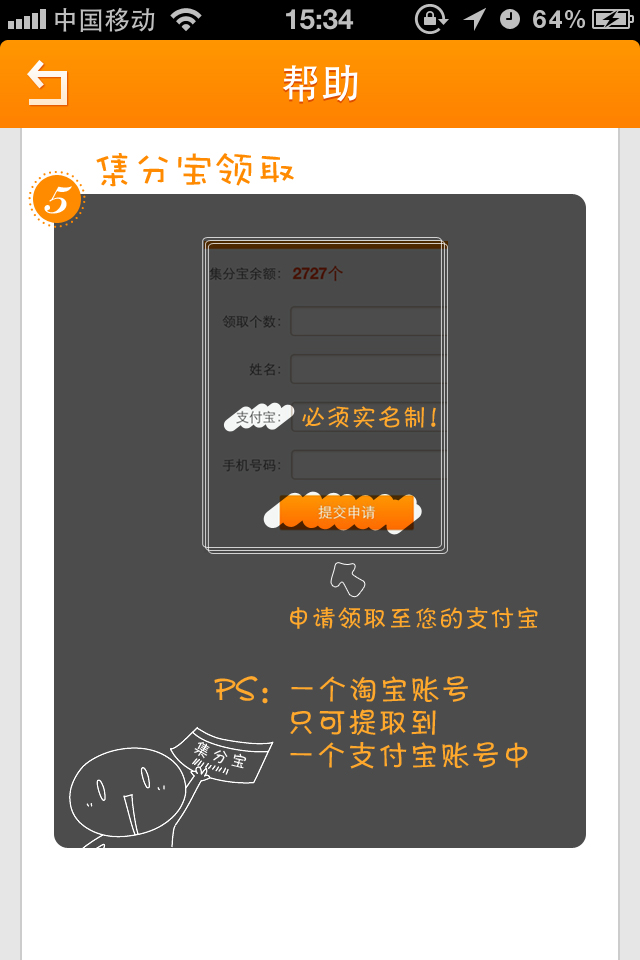 中国移动 15:34 64%
帮助
集分宝领取
5
集分宝余额: 2727个
领取个数:
姓名:
支付宝: 必须实名制!
手机号码:
提交申请
申请领取至您的支付宝
PS: 一个淘宝账号
只可提取到
一个支付宝账号中
集分宝